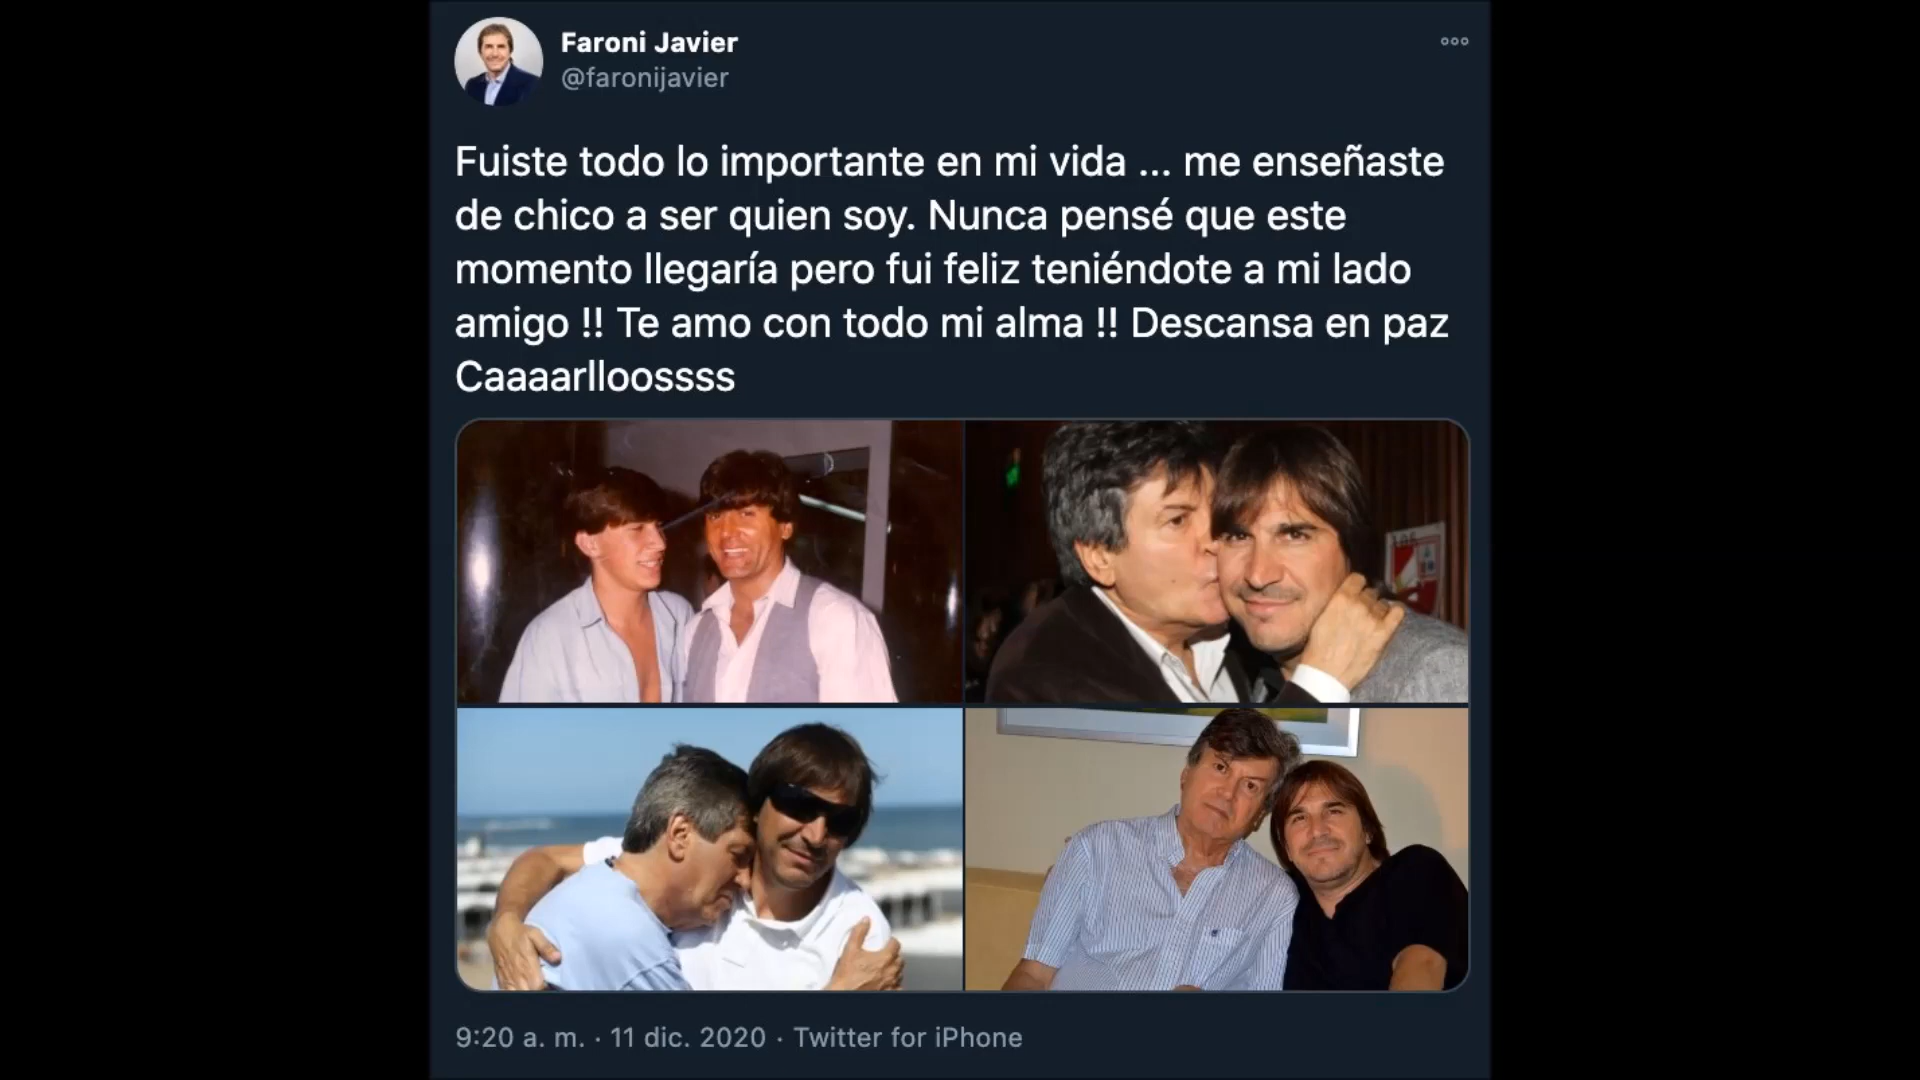 Faroni Javier
@faronijavier
Fuiste todo lo importante en mi vida ... me enseñaste
de chico a ser quien soy. Nunca pensé que este
momento llegaría pero fui feliz teniéndote a mi lado
amigo !! Te amo con todo mi alma !! Descansa en paz
Caaaarlloossss
9:20 a. m. · 11 dic. 2020 · Twitter for iPhone